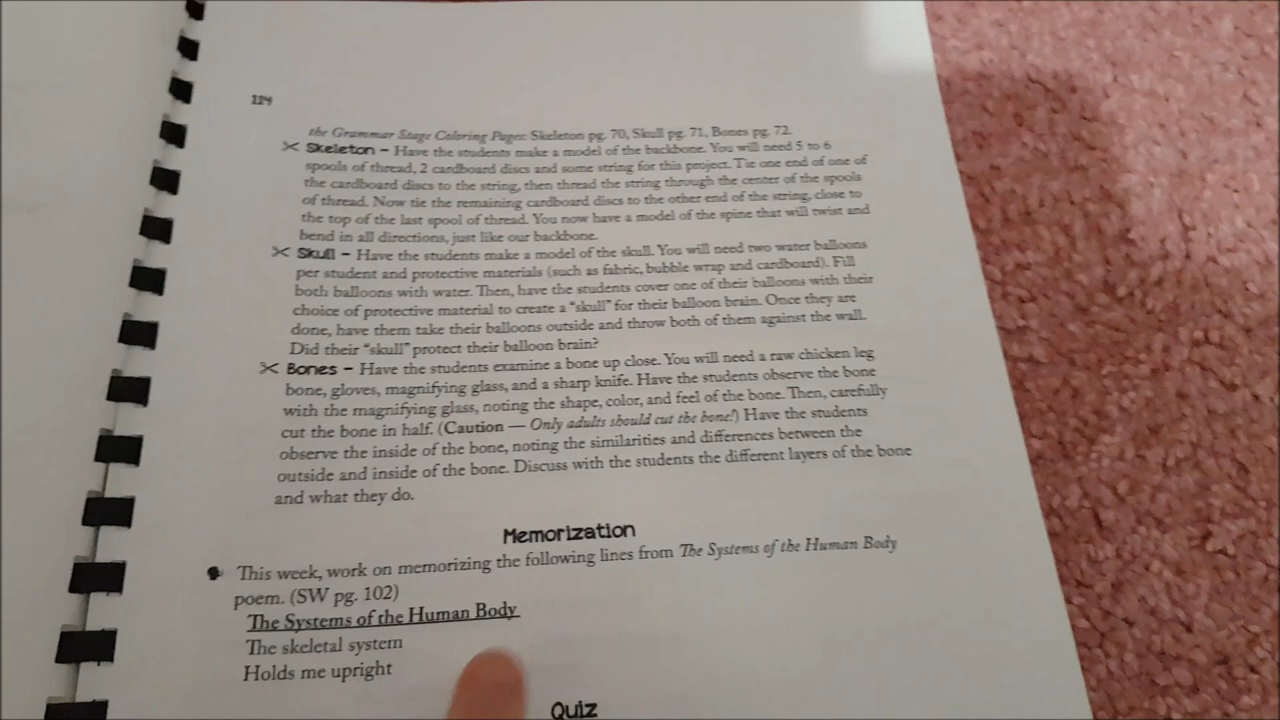 114
the Grammar Stage Coloring Pages: Skeleton pg. 70, Skull pg. 71, Bones pg. 72.
Skeleton – Have the students make a model of the backbone. You will need 5 to 6
spools of thread, 2 cardboard discs and some string for this project. Tie one end of one of
the cardboard discs to the string, then thread the string through the center of the spools
of thread. Now tie the remaining cardboard discs to the other end of the string, close to
the top of the last spool of thread. You now have a model of the spine that will twist and
bend in all directions, just like our backbone.
Skull – Have the students make a model of the skull. You will need two water balloons
per student and protective materials (such as fabric, bubble wrap and cardboard). Fill
both balloons with water. Then, have the students cover one of their balloons with their
choice of protective material to create a “skull” for their balloon brain. Once they are
done, have them take their balloons outside and throw both of them against the wall.
Did their “skull” protect their balloon brain?
Bones – Have the students examine a bone up close. You will need a raw chicken leg
bone, gloves, magnifying glass, and a sharp knife. Have the students observe the bone
with the magnifying glass, noting the shape, color, and feel of the bone. Then, carefully
cut the bone in half. (Caution — Only adults should cut the bone!) Have the students
observe the inside of the bone, noting the similarities and differences between the
outside and inside of the bone. Discuss with the students the different layers of the bone
and what they do.
Memorization
This week, work on memorizing the following lines from The Systems of the Human Body
poem. (SW pg. 102)
The Systems of the Human Body
The skeletal system
Holds me upright
Quiz